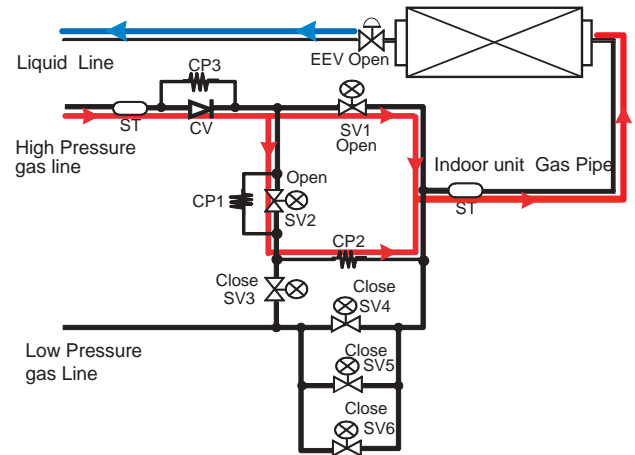 EEV Open
Liquid Line
CP3
ST
CV
SV1
Open
High Pressure
gas line
Indoor unit Gas Pipe
ST
Open
CP1
SV2
CP2
Close
SV3
Close
SV4
Low Pressure
gas Line
Close
SV5
Close
SV6